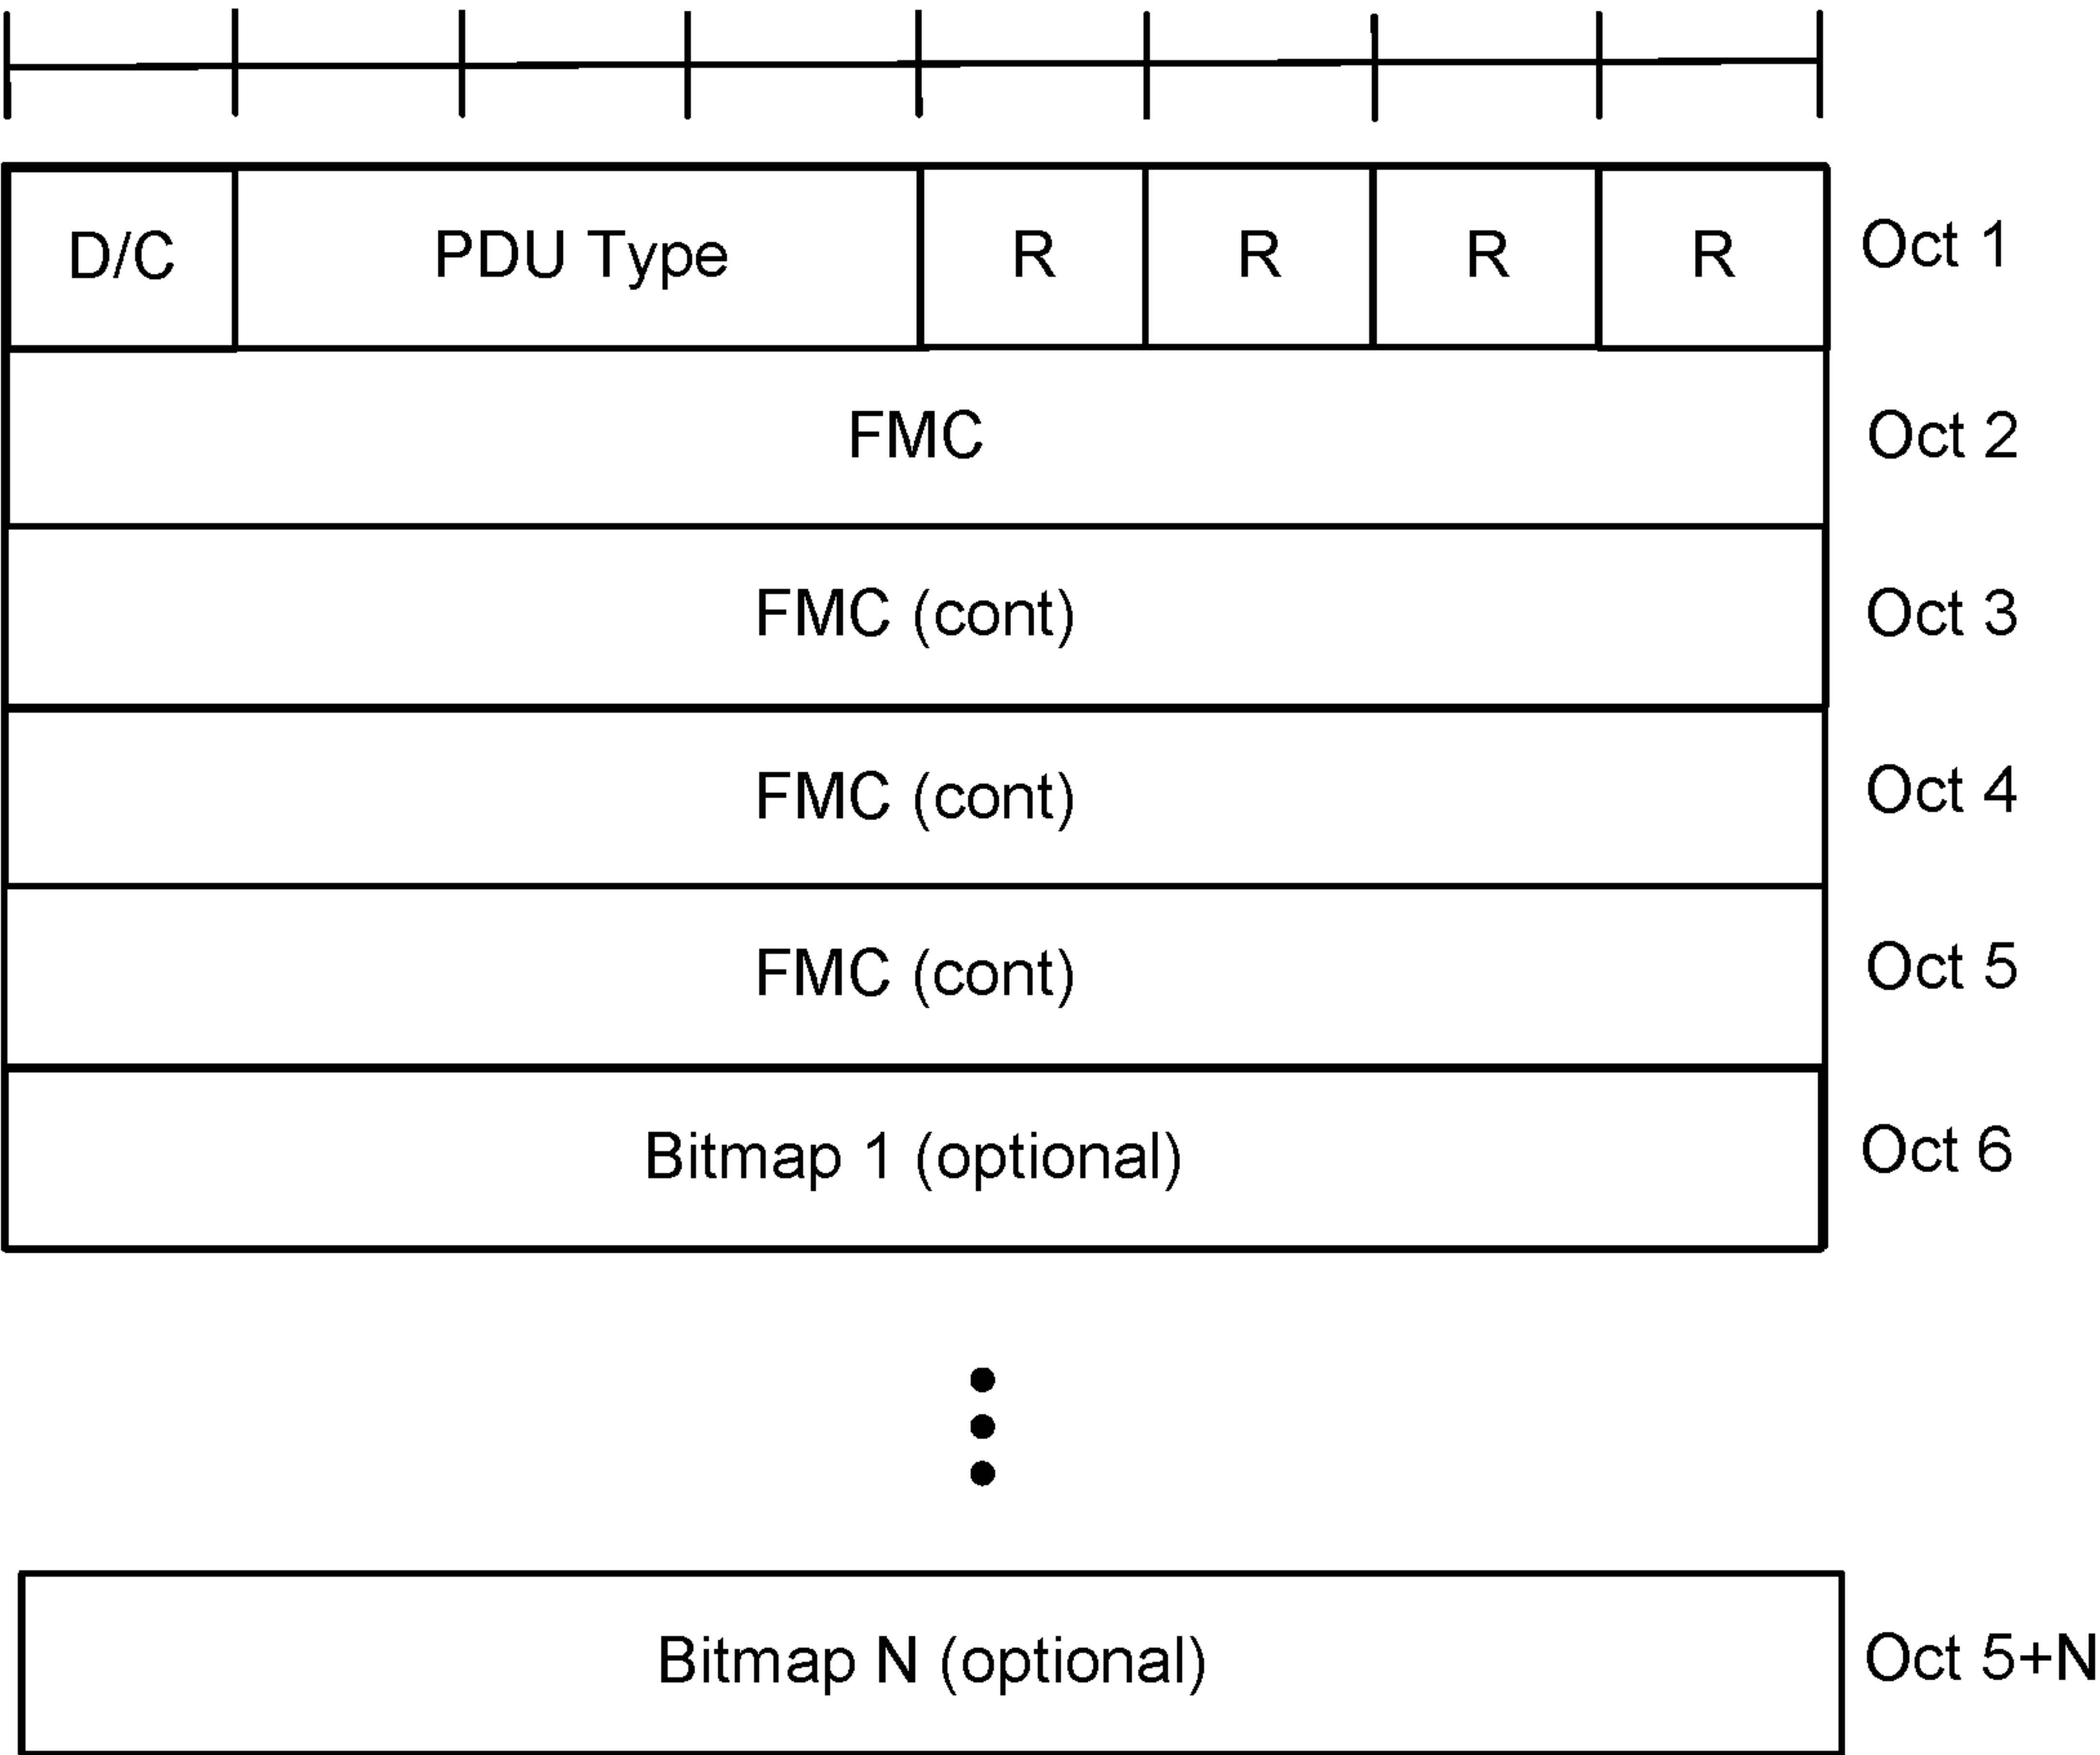 D/C PDU Type R R R R Oct 1
FMC Oct 2
FMC (cont) Oct 3
FMC (cont) Oct 4
FMC (cont) Oct 5
Bitmap 1 (optional) Oct 6
Bitmap N (optional) Oct 5+N